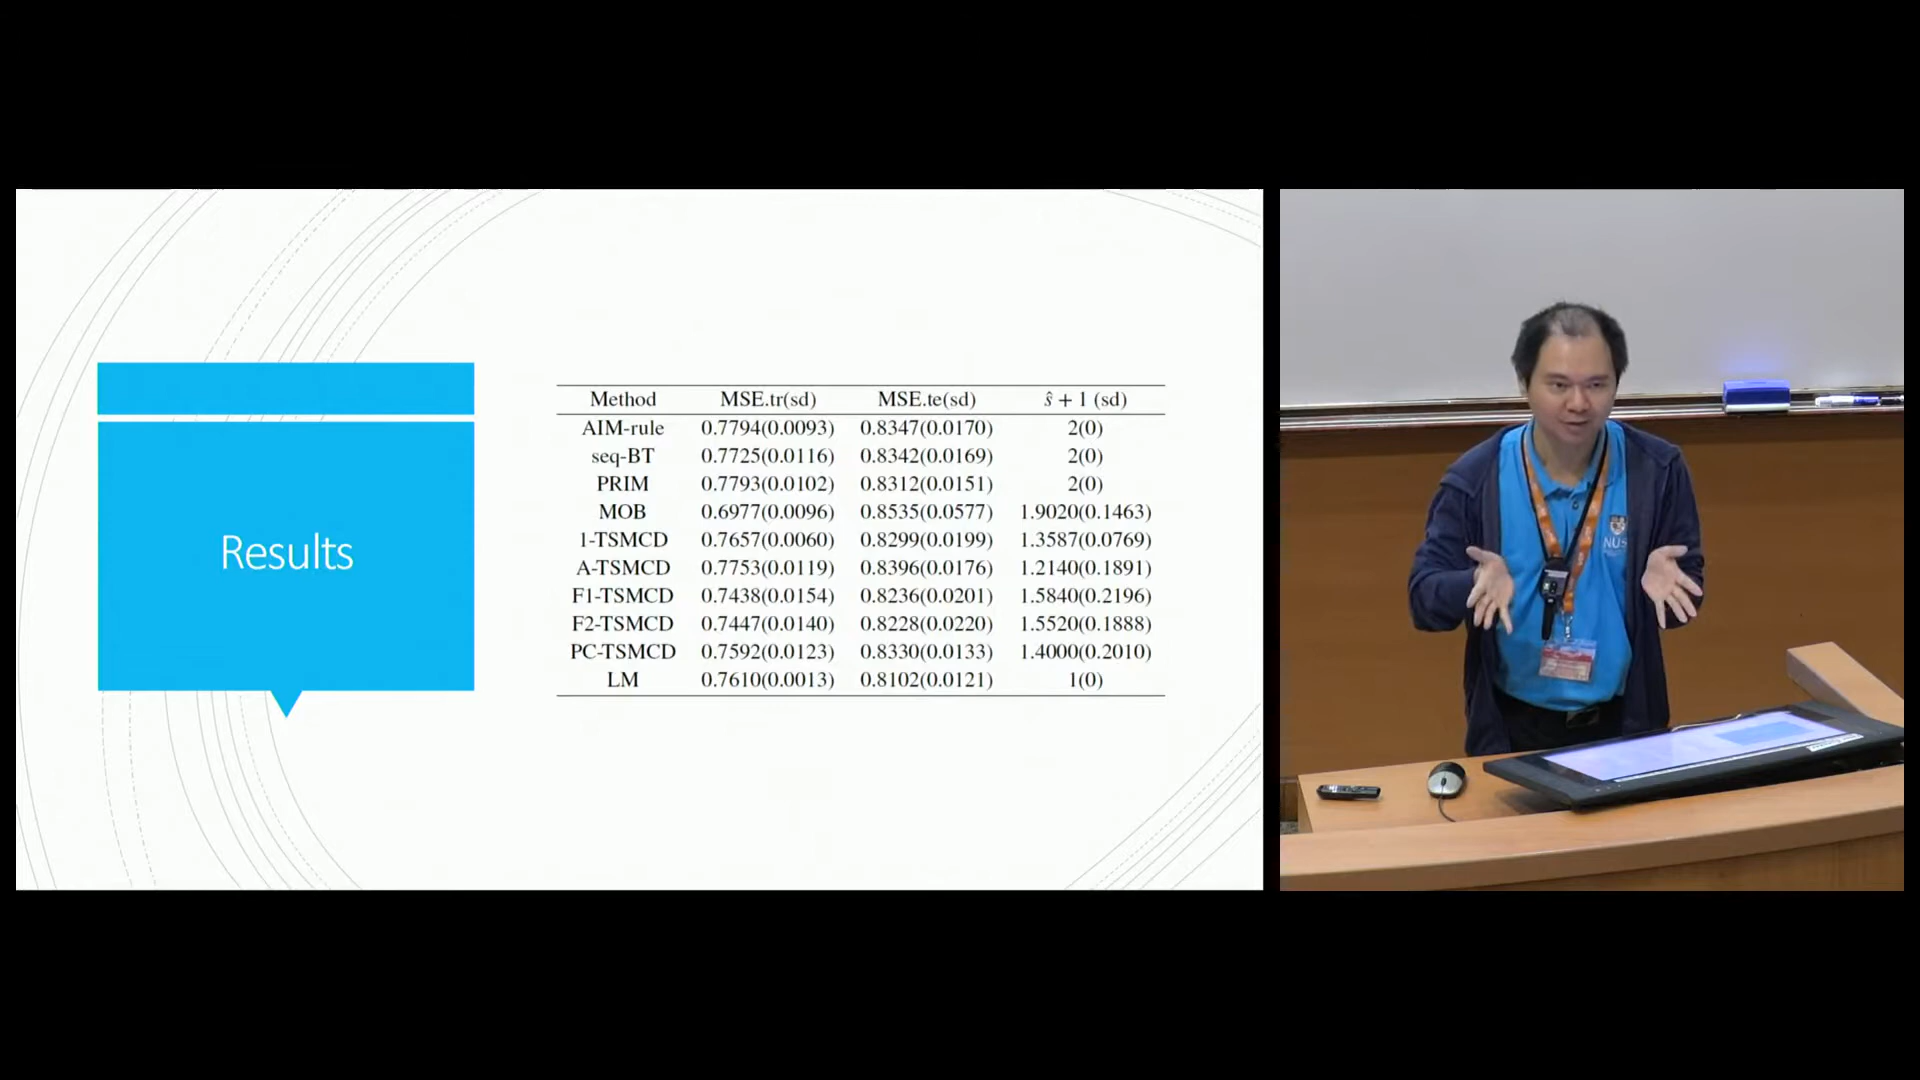 Results
Method MSE.tr(sd) MSE.te(sd) ŝ + 1 (sd)
AIM-rule 0.7794(0.0093) 0.8347(0.0170) 2(0)
seq-BT 0.7725(0.0116) 0.8342(0.0169) 2(0)
PRIM 0.7793(0.0102) 0.8312(0.0151) 2(0)
MOB 0.6977(0.0096) 0.8535(0.0577) 1.9020(0.1463)
1-TSMCD 0.7657(0.0060) 0.8299(0.0199) 1.3587(0.0769)
A-TSMCD 0.7753(0.0119) 0.8396(0.0176) 1.2140(0.1891)
F1-TSMCD 0.7438(0.0154) 0.8236(0.0201) 1.5840(0.2196)
F2-TSMCD 0.7447(0.0140) 0.8228(0.0220) 1.5520(0.1888)
PC-TSMCD 0.7592(0.0123) 0.8330(0.0133) 1.4000(0.2010)
LM 0.7610(0.0013) 0.8102(0.0121) 1(0)
NUS